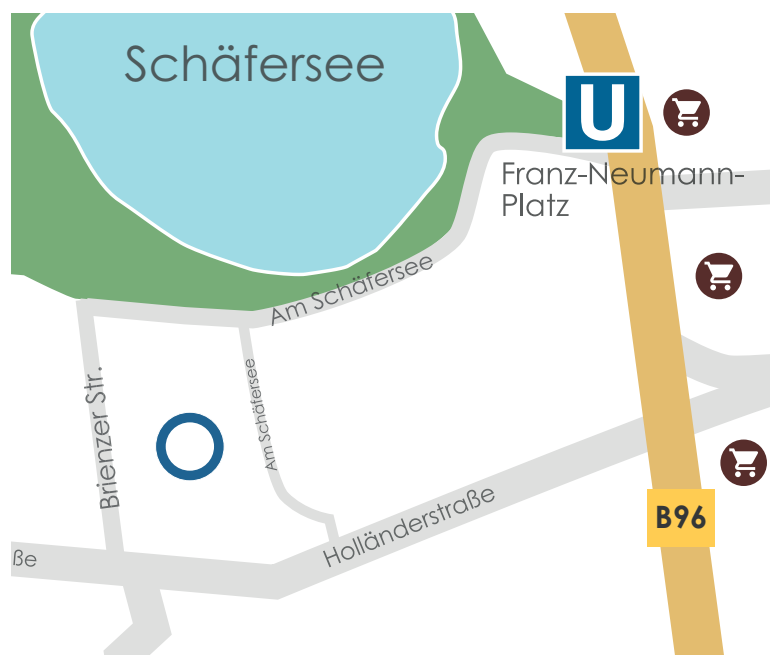 Schäfersee
U
Franz-Neumann-
Platz
Am Schäfersee
Brienzer Str.
Am Schäfersee
Holländerstraße
B96
ße